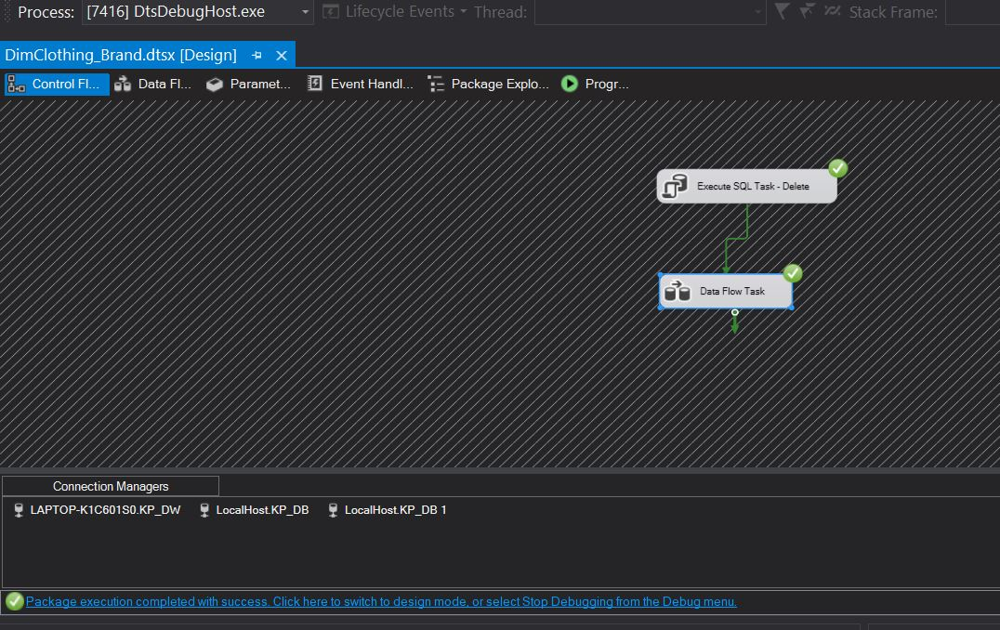 Process: [7416] DtsDebugHost.exe Lifecycle Events Thread: Stack Frame:
DimClothing_Brand.dtsx [Design]
Control Fl... Data Fl... Paramet... Event Handl... Package Explo... Progr...
Execute SQL Task - Delete
Data Flow Task
Connection Managers
LAPTOP-K1C601S0.KP_DW LocalHost.KP_DB LocalHost.KP_DB 1
Package execution completed with success. Click here to switch to design mode, or select Stop Debugging from the Debug menu.